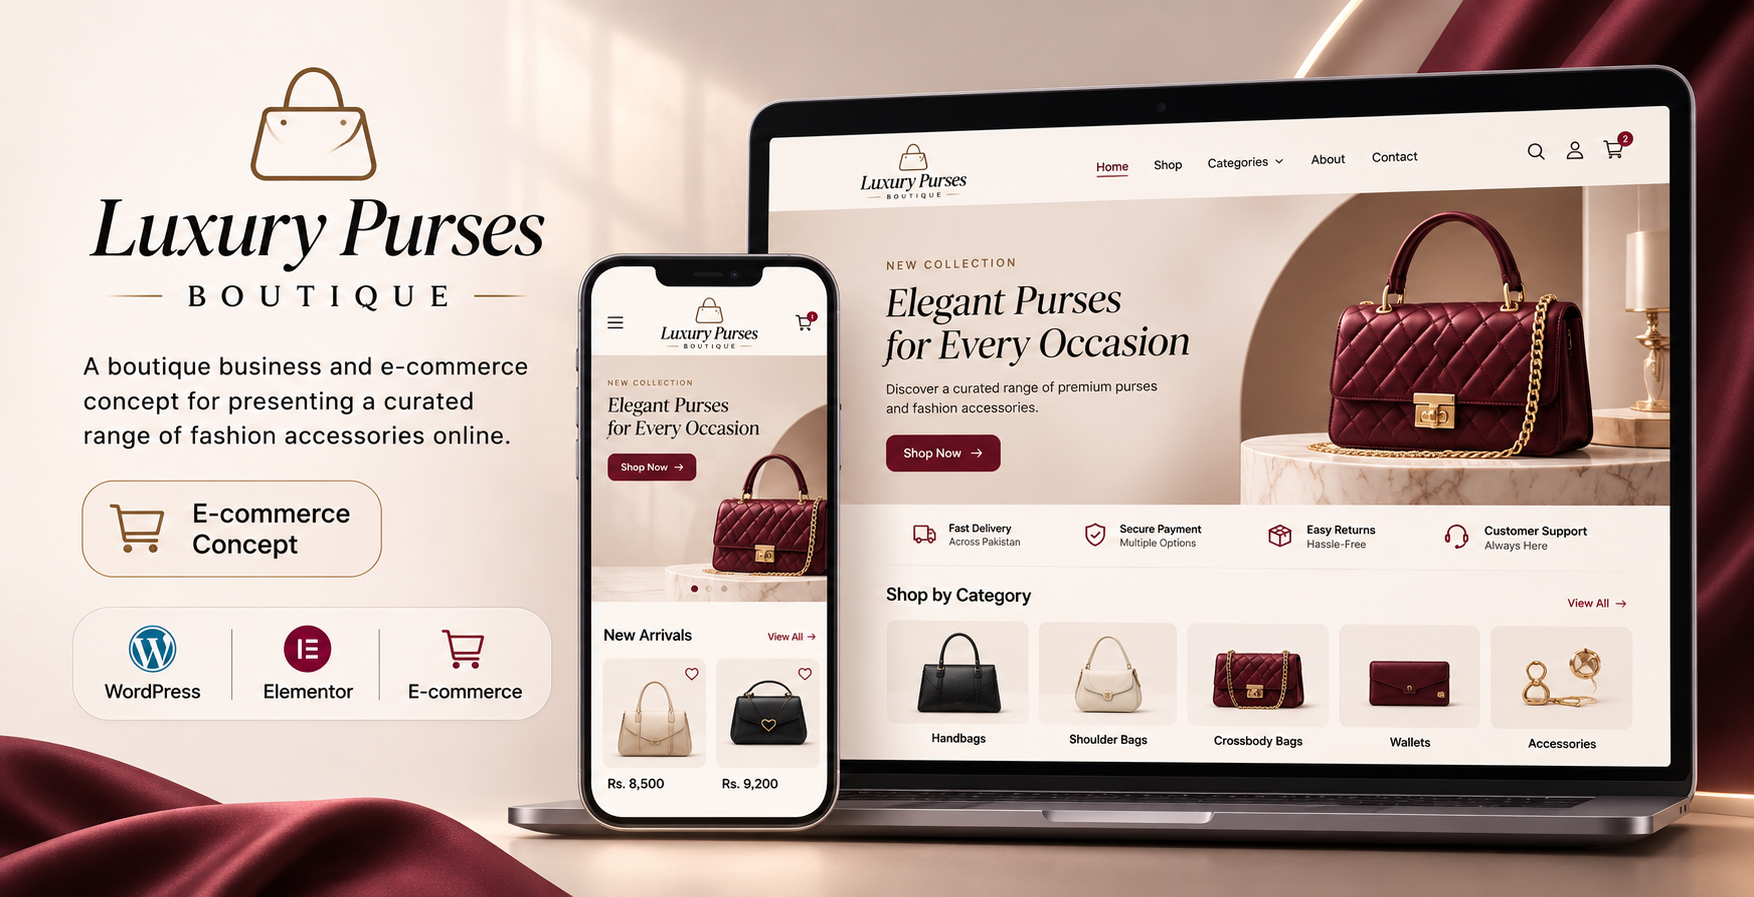 Luxury Purses
BOUTIQUE
A boutique business and e-commerce
concept for presenting a curated
range of fashion accessories online.
E-commerce
Concept
WordPress
Elementor
E-commerce
Luxury Purses
BOUTIQUE
NEW COLLECTION
Elegant Purses
for Every Occasion
Shop Now →
New Arrivals
View All →
Rs. 8,500
Rs. 9,200
Luxury Purses
BOUTIQUE
Home
Shop
Categories
About
Contact
2
NEW COLLECTION
Elegant Purses
for Every Occasion
Discover a curated range of premium purses
and fashion accessories.
Shop Now →
Fast Delivery
Across Pakistan
Secure Payment
Multiple Options
Easy Returns
Hassle-Free
Customer Support
Always Here
Shop by Category
View All →
Handbags
Shoulder Bags
Crossbody Bags
Wallets
Accessories